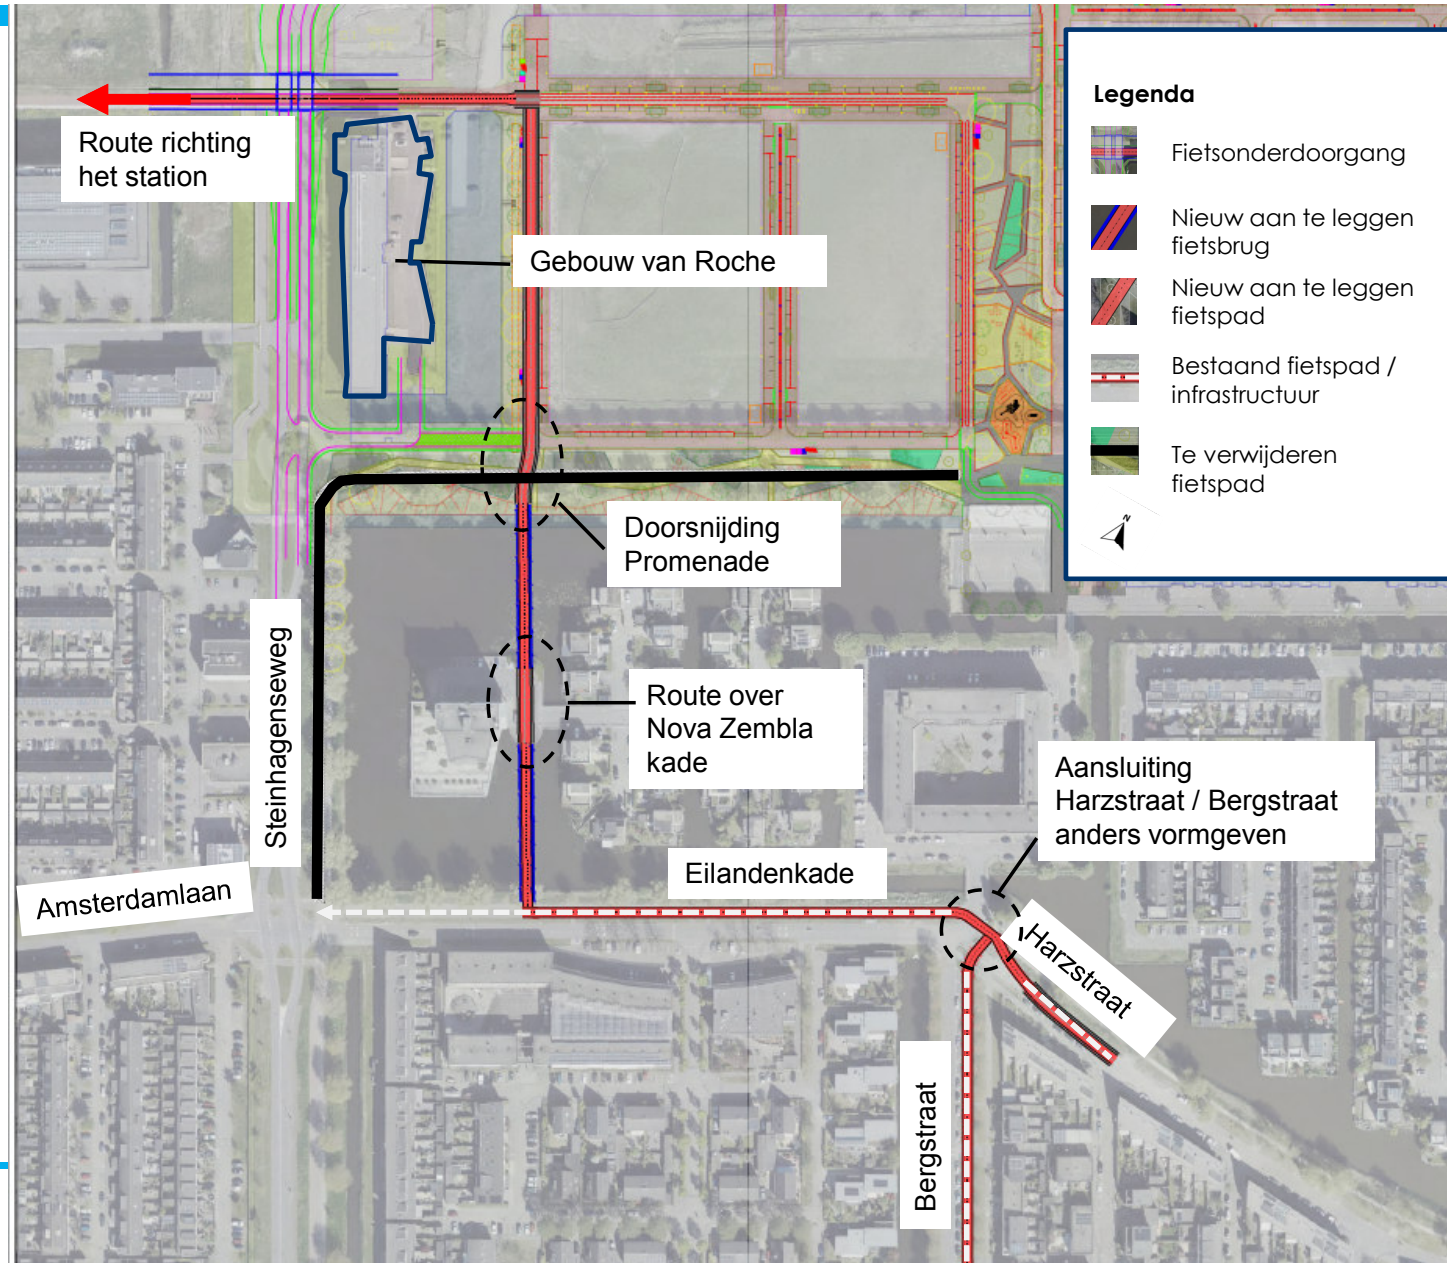 Route richting
het station
Gebouw van Roche
Legenda
Fietsonderdoorgang
Nieuw aan te leggen
fietsbrug
Nieuw aan te leggen
fietspad
Bestaand fietspad /
infrastructuur
Te verwijderen
fietspad
N
Doorsnijding
Promenade
Steinhagenseweg
Route over
Nova Zembla
kade
Aansluiting
Harzstraat / Bergstraat
anders vormgeven
Eilandenkade
Amsterdamlaan
Harzstraat
Bergstraat